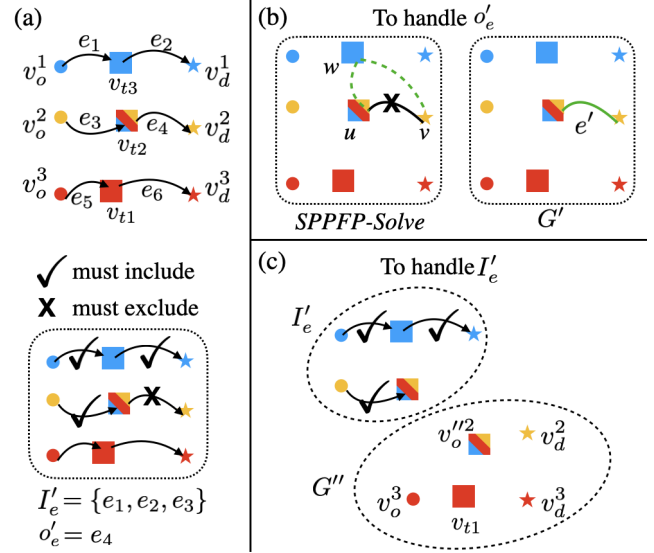 (a)
e₁ e₂
v_o^1 v_t3 v_d^1
v_o^2 e₃ e₄ v_d^2
v_t2
v_o^3 e₅ e₆ v_d^3
v_t1
✓ must include
✗ must exclude
I'_e = {e₁, e₂, e₃}
o'_e = e₄
(b) To handle o'_e
w
u v
e'
SPPFP-Solve G'
(c) To handle I'_e
I'_e
v''_o^2 v_d^2
G''
v_o^3 v_t1 v_d^3